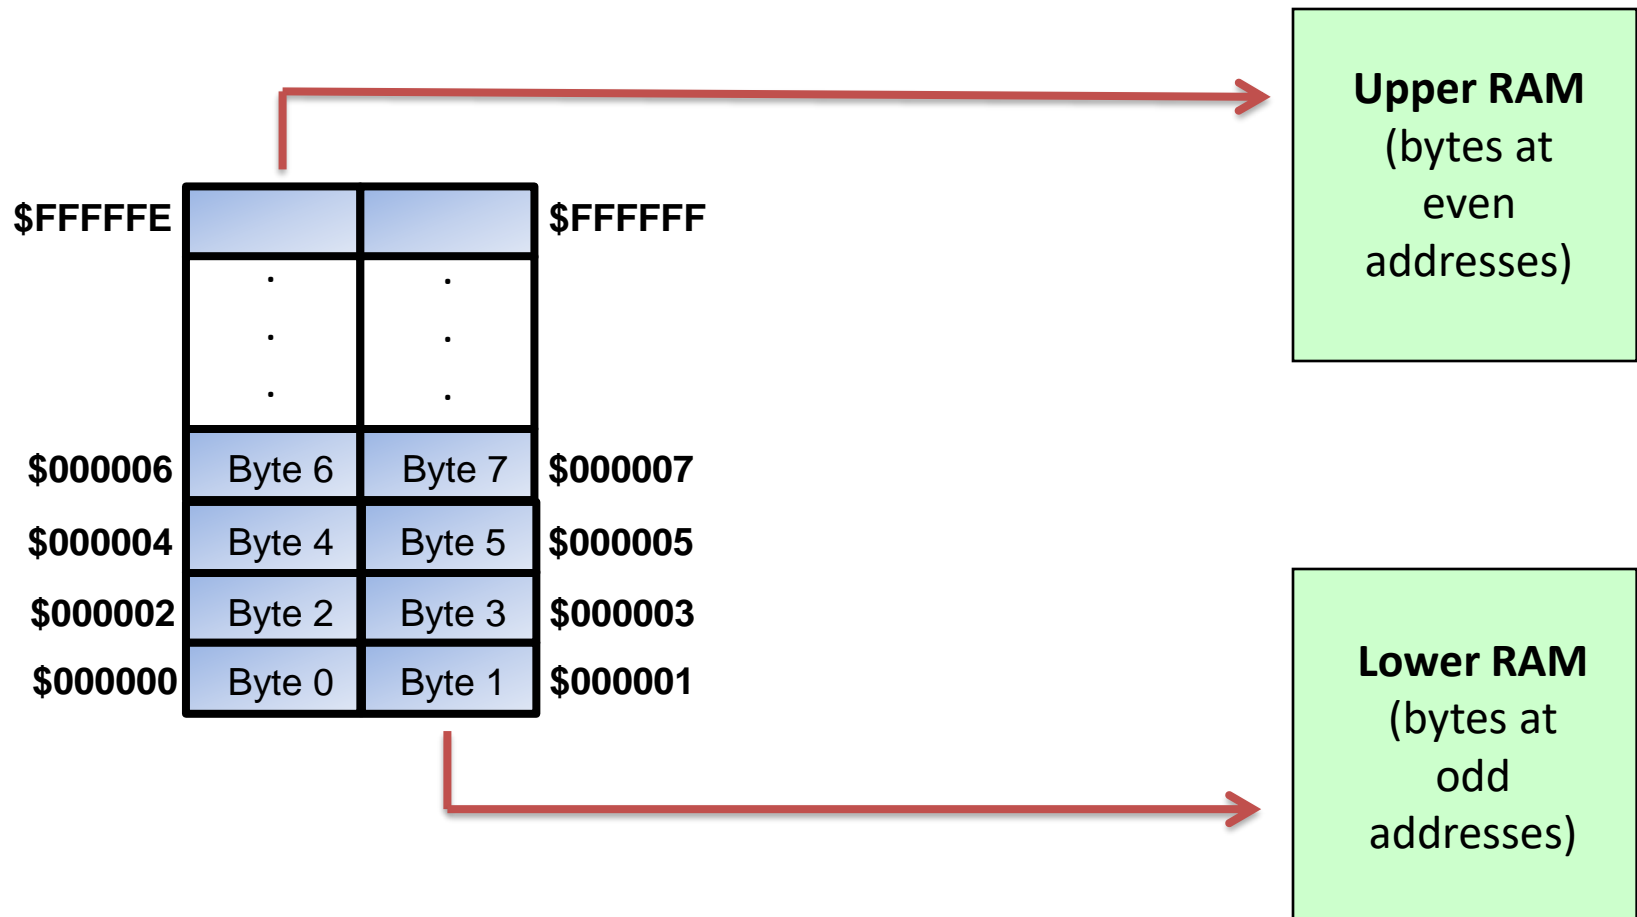 Upper RAM
(bytes at
even
addresses)
$FFFFFE $FFFFFF
. .
. .
. .
$000006 Byte 6 Byte 7 $000007
$000004 Byte 4 Byte 5 $000005
$000002 Byte 2 Byte 3 $000003
$000000 Byte 0 Byte 1 $000001
Lower RAM
(bytes at
odd
addresses)